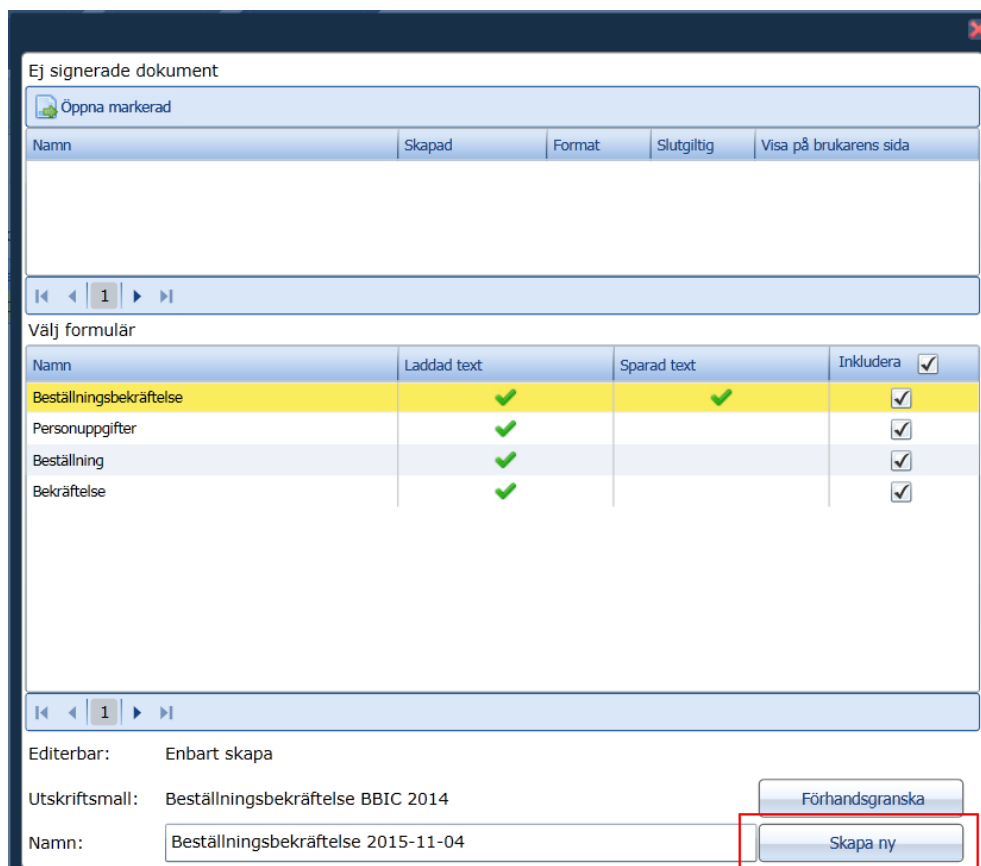 Ej signerade dokument
Öppna markerad
Namn Skapad Format Slutgiltig Visa på brukarens sida
1
Välj formulär
Namn Laddad text Sparad text Inkludera
Beställningsbekräftelse
Personuppgifter
Beställning
Bekräftelse
1
Editerbar: Enbart skapa
Utskriftsmall: Beställningsbekräftelse BBIC 2014 Förhandsgranska
Namn: Beställningsbekräftelse 2015-11-04 Skapa ny